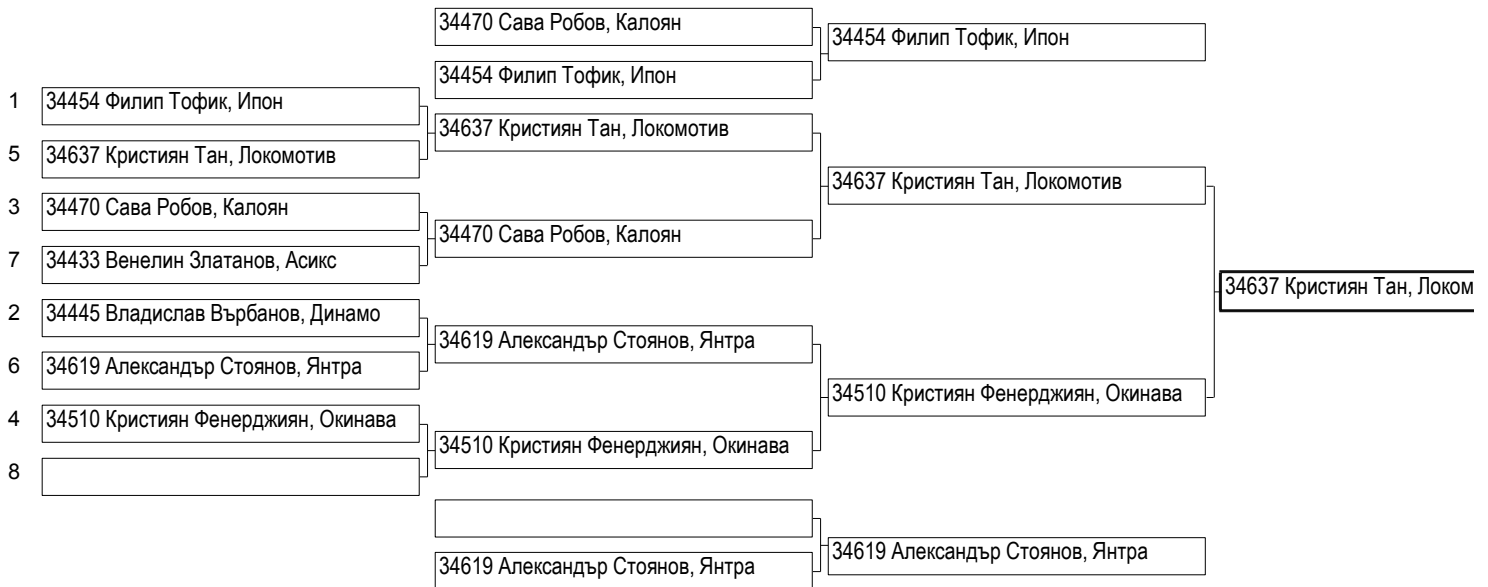 34470 Сава Робов, Калоян
34454 Филип Тофик, Ипон
34454 Филип Тофик, Ипон
1 34454 Филип Тофик, Ипон
34637 Кристиян Тан, Локомотив
5 34637 Кристиян Тан, Локомотив
34637 Кристиян Тан, Локомотив
3 34470 Сава Робов, Калоян
34470 Сава Робов, Калоян
7 34433 Венелин Златанов, Асикс
34637 Кристиян Тан, Локом
2 34445 Владислав Върбанов, Динамо
34619 Александър Стоянов, Янтра
6 34619 Александър Стоянов, Янтра
34510 Кристиян Фенерджиян, Окинава
4 34510 Кристиян Фенерджиян, Окинава
34510 Кристиян Фенерджиян, Окинава
8
34619 Александър Стоянов, Янтра
34619 Александър Стоянов, Янтра